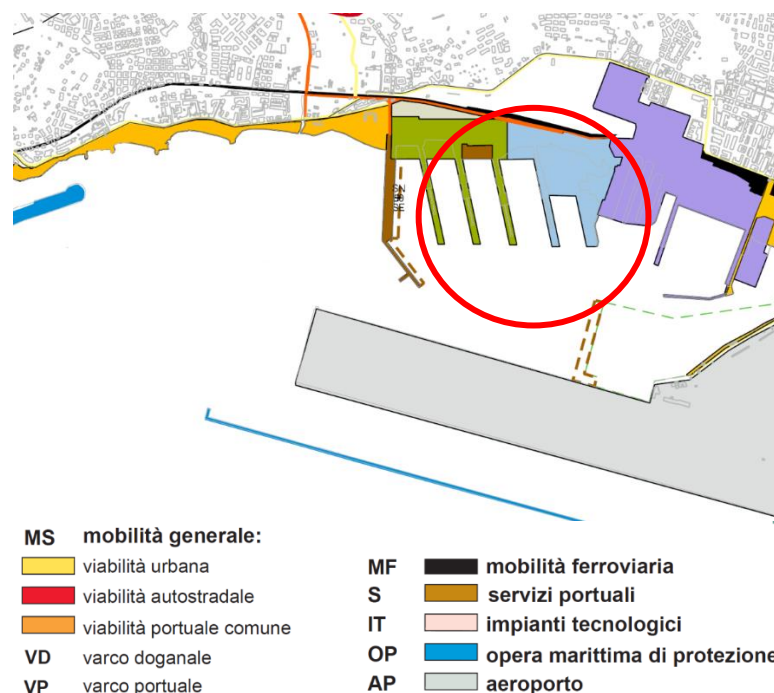 MS mobilità generale:
viabilità urbana
viabilità autostradale
viabilità portuale comune
VD varco doganale
VP varco portuale
MF mobilità ferroviaria
S servizi portuali
IT impianti tecnologici
OP opera marittima di protezione
AP aeroporto